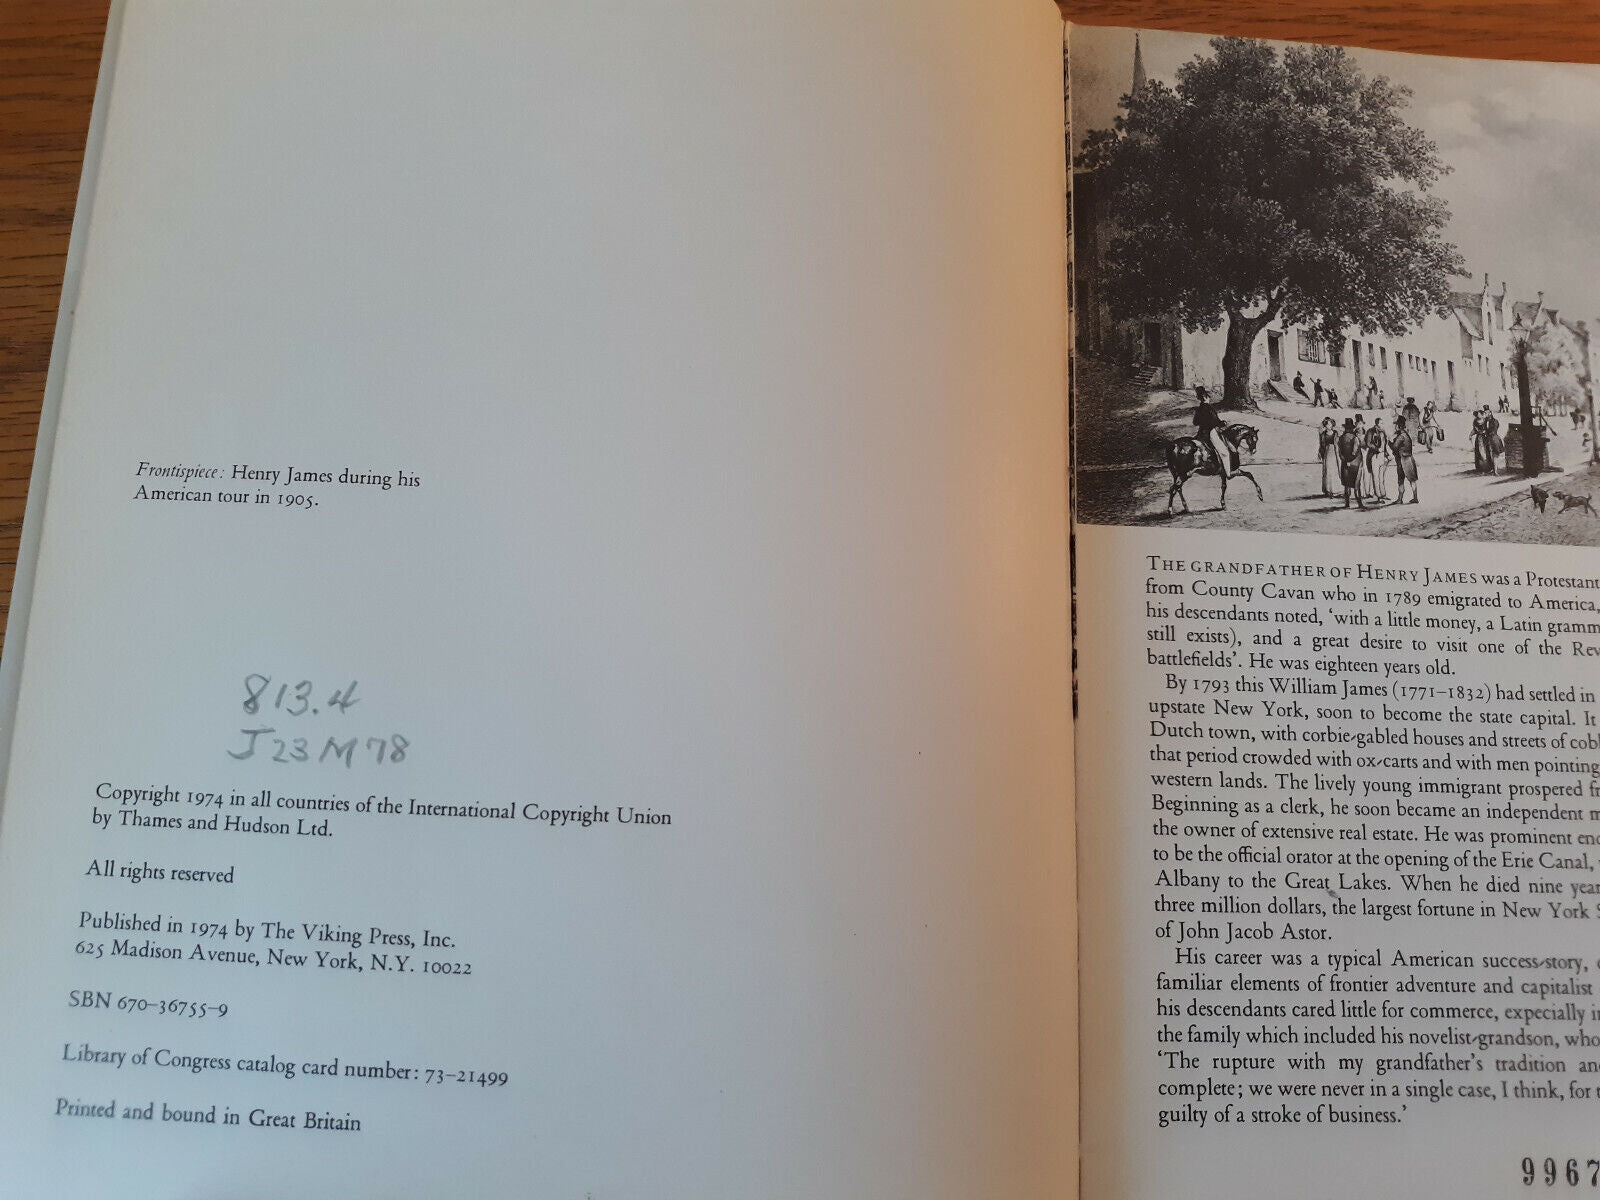 Frontispiece: Henry James during his
American tour in 1905.
813.4
J23M78
Copyright 1974 in all countries of the International Copyright Union
by Thames and Hudson Ltd.
All rights reserved
Published in 1974 by The Viking Press, Inc.
625 Madison Avenue, New York, N.Y. 10022
SBN 670-36755-9
Library of Congress catalog card number: 73-21499
Printed and bound in Great Britain
THE GRANDFATHER OF HENRY JAMES was a Protestant
from County Cavan who in 1789 emigrated to America,
his descendants noted, ‘with a little money, a Latin gramm
still exists), and a great desire to visit one of the Rev
battlefields’. He was eighteen years old.
By 1793 this William James (1771–1832) had settled in
upstate New York, soon to become the state capital. It
Dutch town, with corbie-gabled houses and streets of cobb
that period crowded with ox-carts and with men pointing
western lands. The lively young immigrant prospered fr
Beginning as a clerk, he soon became an independent m
the owner of extensive real estate. He was prominent eno
to be the official orator at the opening of the Erie Canal,
Albany to the Great Lakes. When he died nine year
three million dollars, the largest fortune in New York S
of John Jacob Astor.
His career was a typical American success-story,
familiar elements of frontier adventure and capitalist
his descendants cared little for commerce, expecially in
the family which included his novelist-grandson, who
‘The rupture with my grandfather’s tradition and
complete; we were never in a single case, I think, for t
guilty of a stroke of business.’
9967